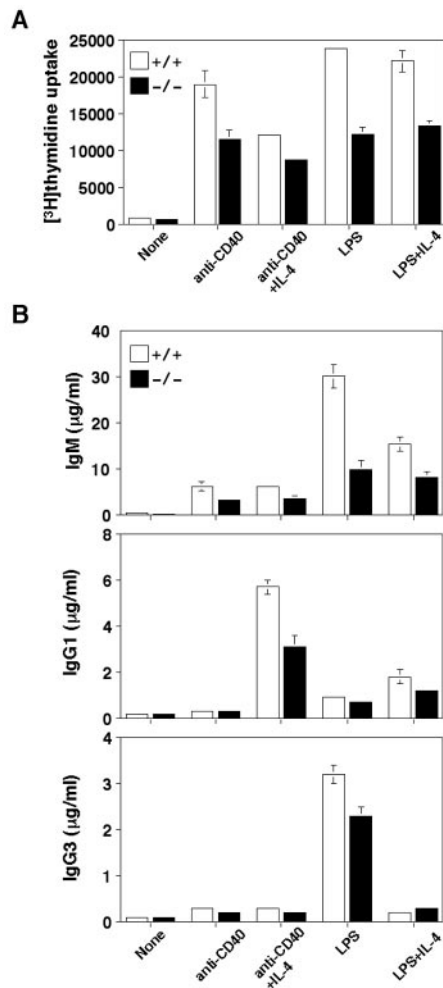 A
[³H]thymidine uptake
25000
20000
15000
10000
5000
0
+/+
−/−
None
anti-CD40
anti-CD40
+IL-4
LPS
LPS+IL-4
B
IgM (μg/ml)
40
30
20
10
0
+/+
−/−
IgG1 (μg/ml)
8
6
4
2
0
IgG3 (μg/ml)
4
3
2
1
0
None
anti-CD40
anti-CD40
+IL-4
LPS
LPS+IL-4